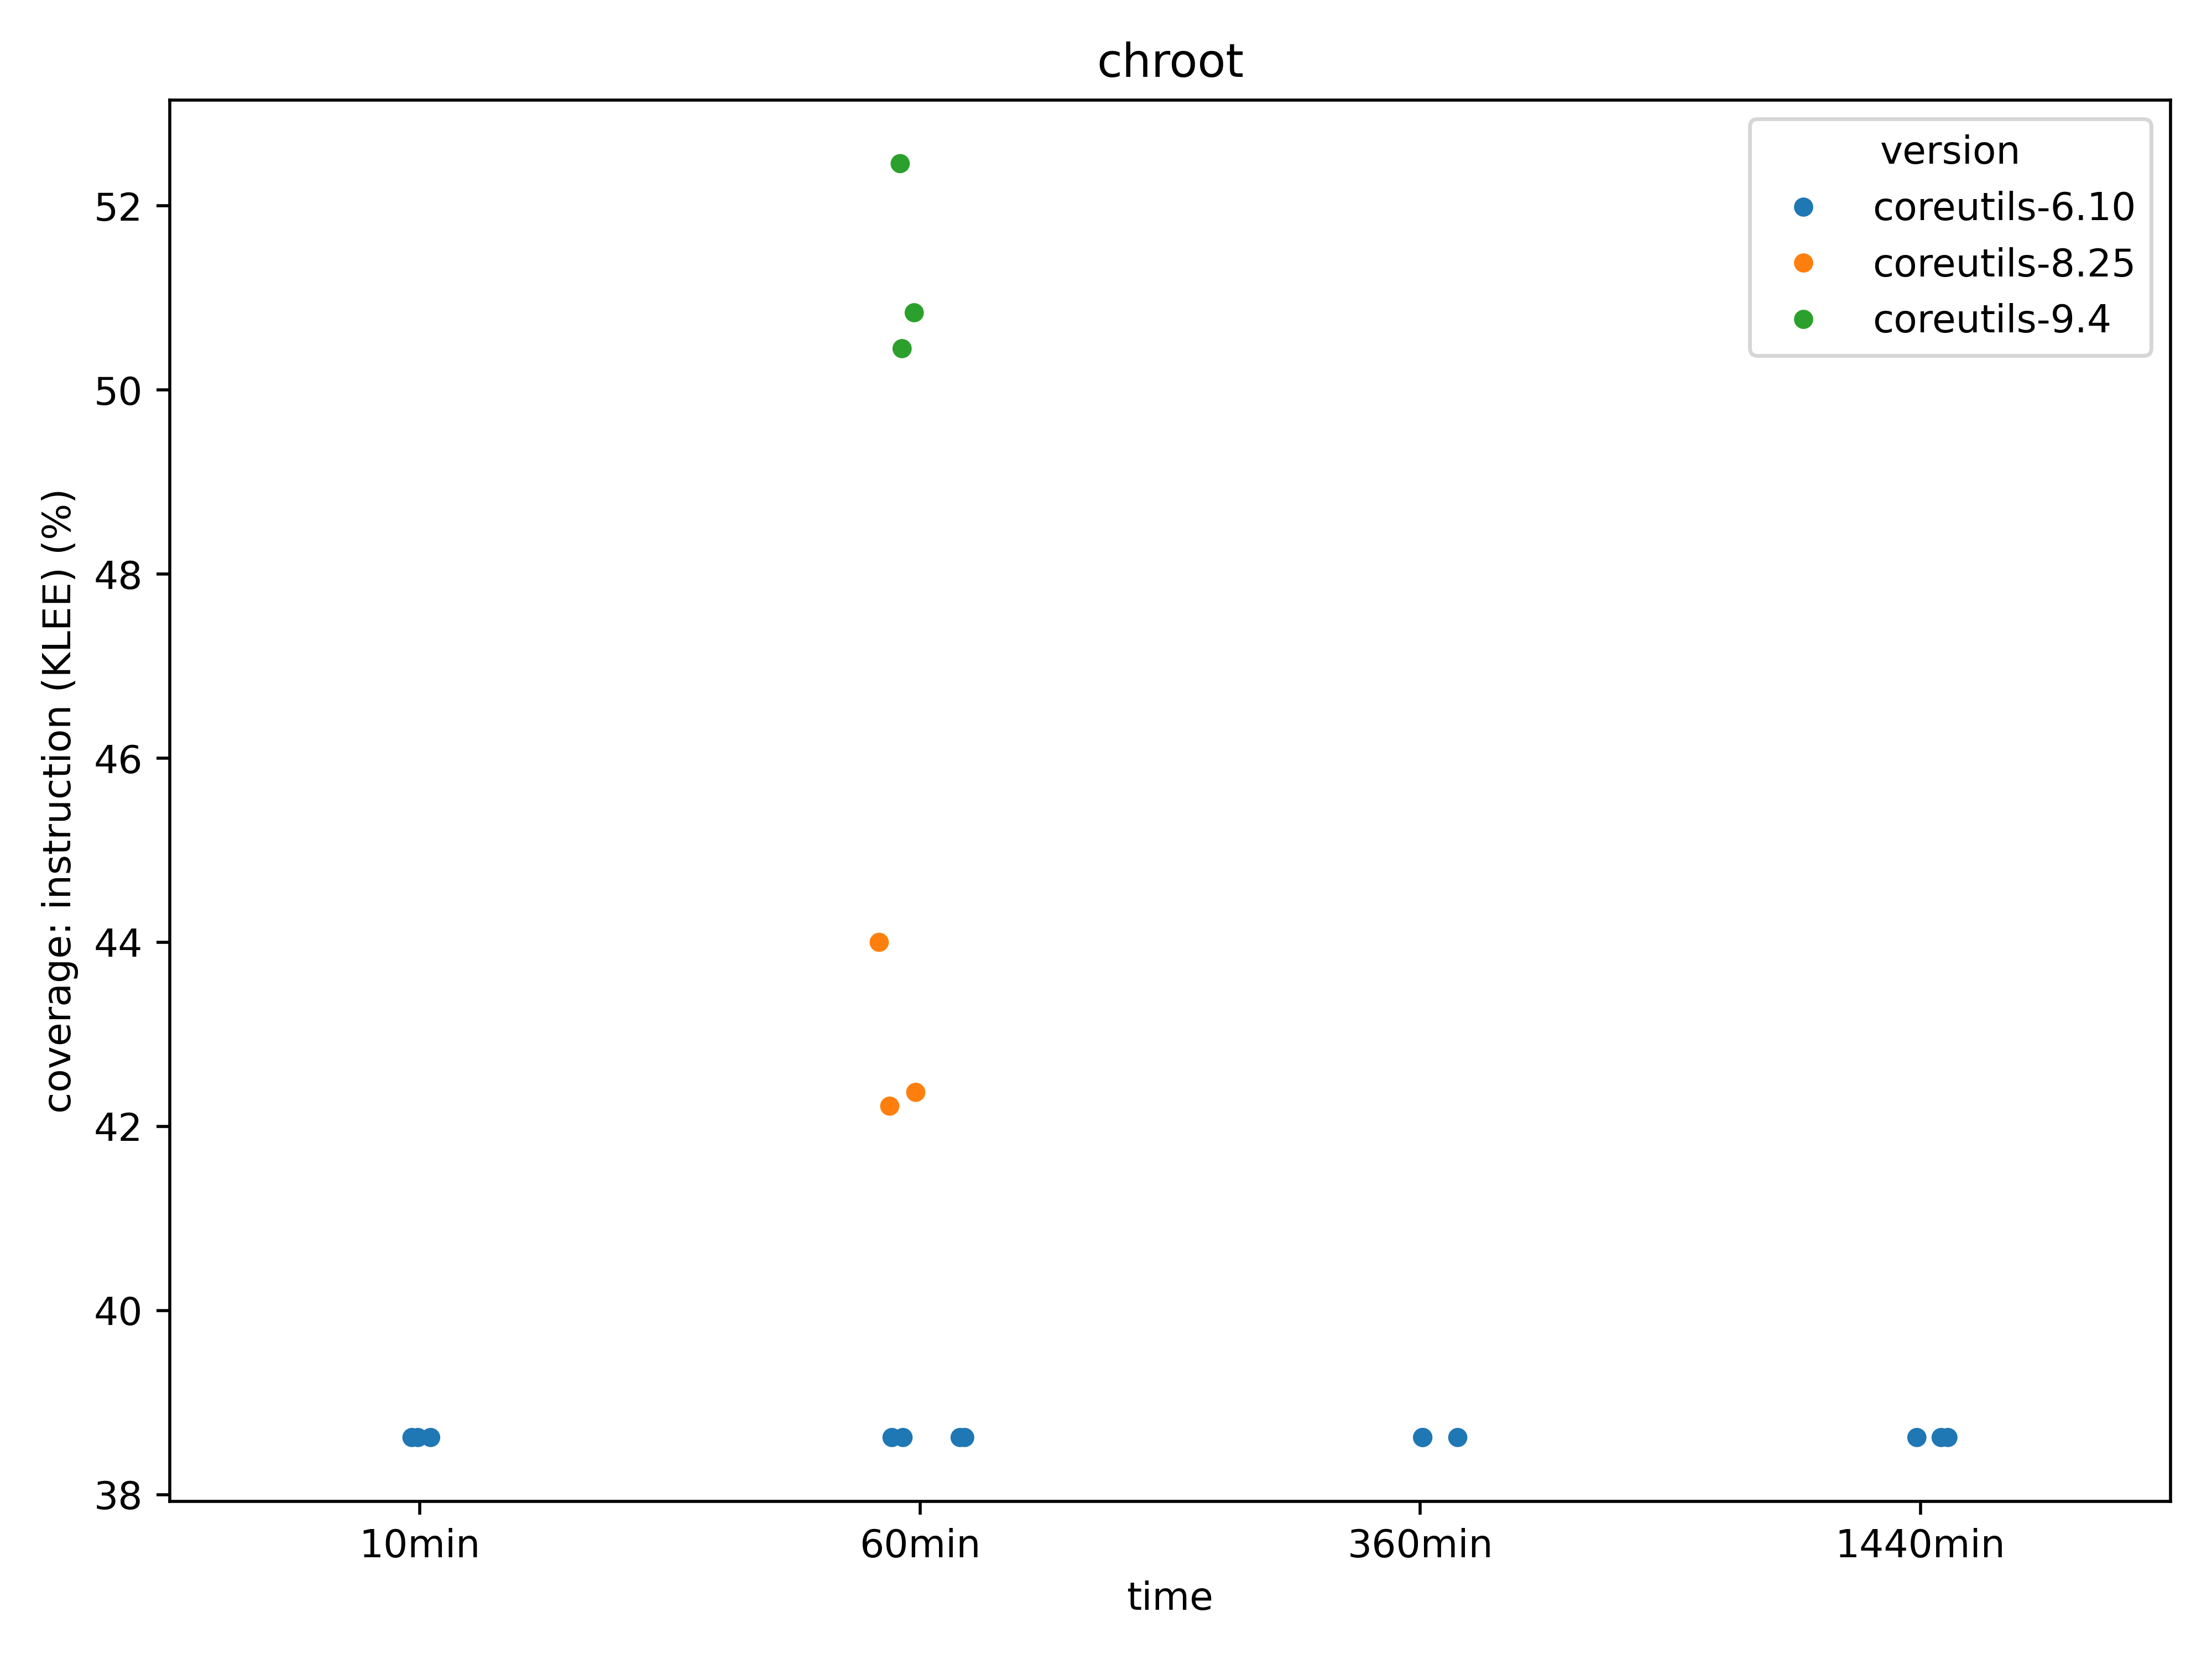 chroot
version
coreutils-6.10
coreutils-8.25
coreutils-9.4
coverage: instruction (KLEE) (%)
52
50
48
46
44
42
40
38
10min
60min
360min
1440min
time